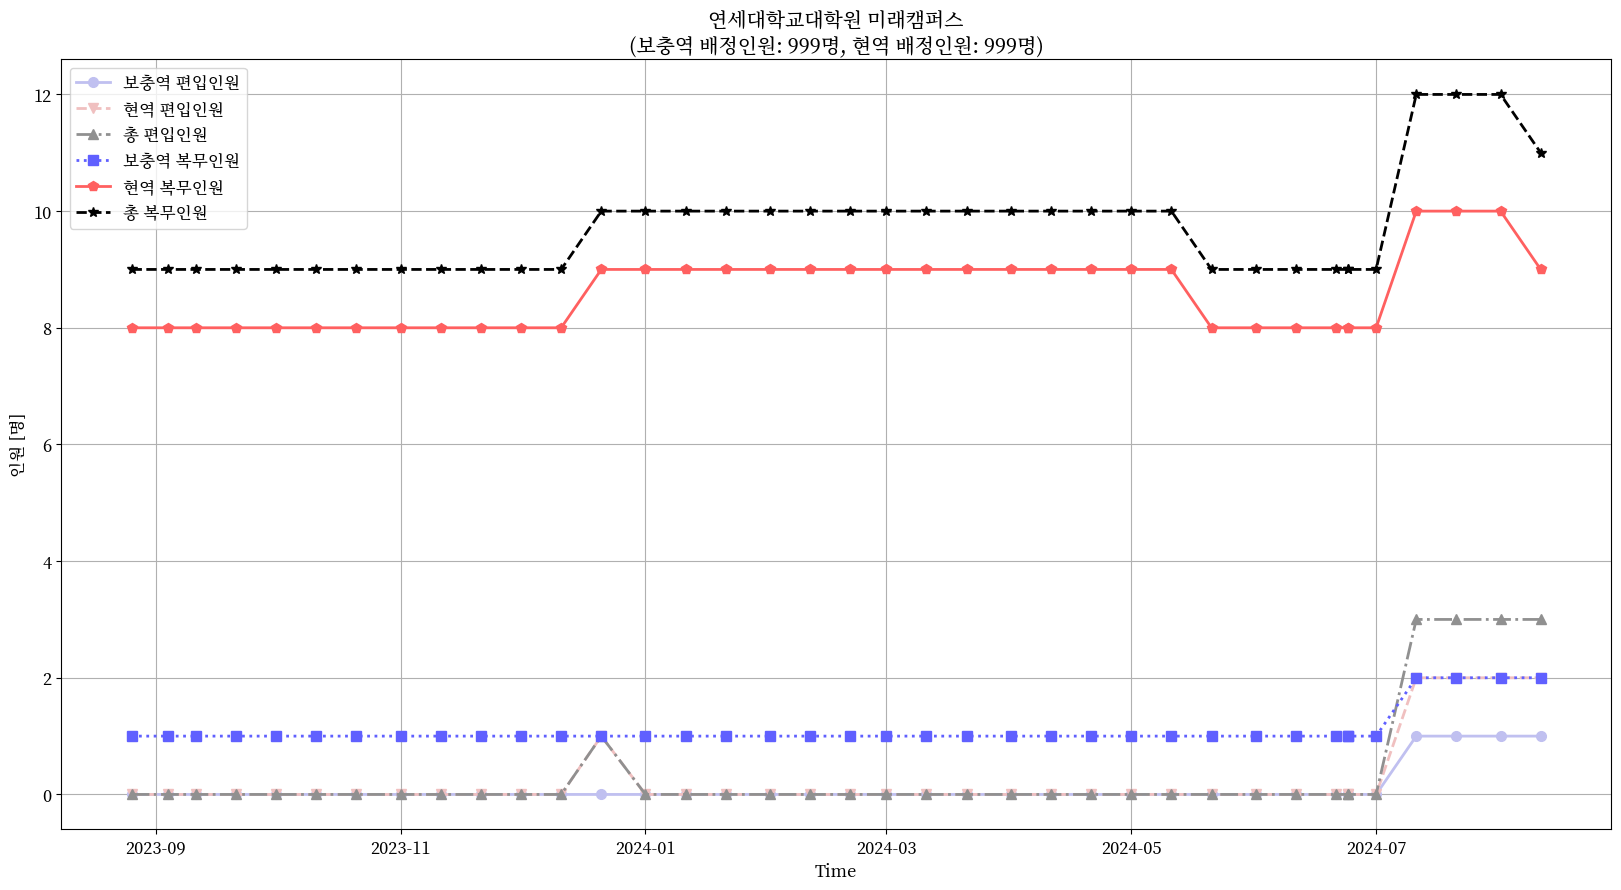 연세대학교대학원 미래캠퍼스
(보충역 배정인원: 999명, 현역 배정인원: 999명)
보충역 편입인원
현역 편입인원
총 편입인원
보충역 복무인원
현역 복무인원
총 복무인원
12
10
8
6
4
2
0
인원 [명]
2023-09
2023-11
2024-01
2024-03
2024-05
2024-07
Time